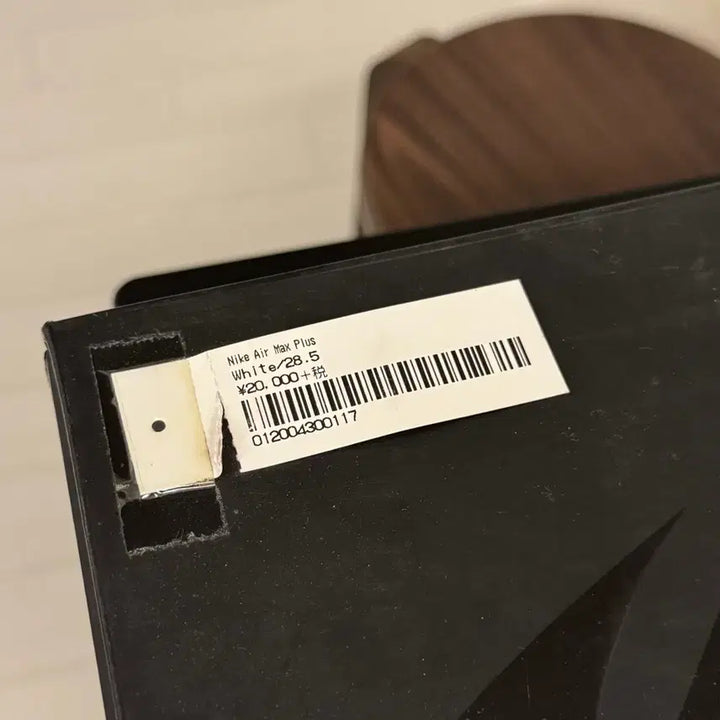 Nike Air Max Plus
White/28.5
¥20,000+税
012004300117